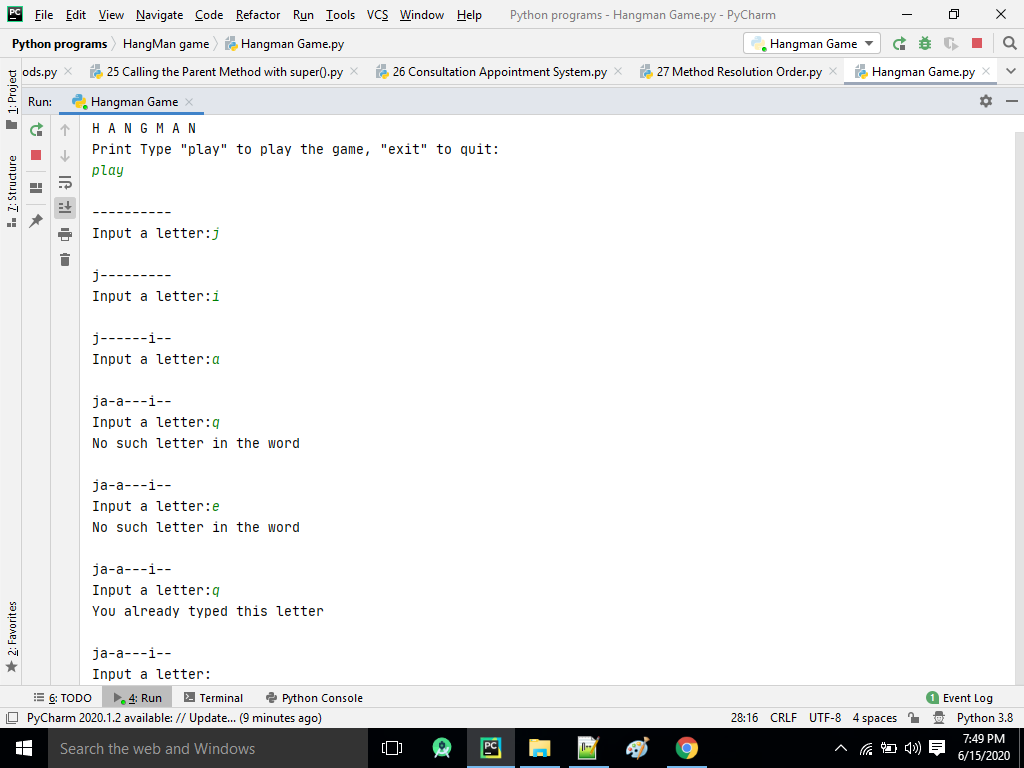 PC File Edit View Navigate Code Refactor Run Tools VCS Window Help Python programs - Hangman Game.py - PyCharm
Python programs HangMan game Hangman Game.py Hangman Game
ods.py 25 Calling the Parent Method with super().py 26 Consultation Appointment System.py 27 Method Resolution Order.py Hangman Game.py
1: Project
Run: Hangman Game
H A N G M A N
Print Type "play" to play the game, "exit" to quit:
play
7: Structure
----------
Input a letter:j
j---------
Input a letter:i
j------i--
Input a letter:a
ja-a---i--
Input a letter:q
No such letter in the word
ja-a---i--
Input a letter:e
No such letter in the word
ja-a---i--
Input a letter:q
You already typed this letter
2: Favorites
ja-a---i--
Input a letter:
6: TODO 4: Run Terminal Python Console 1 Event Log
PyCharm 2020.1.2 available: // Update... (9 minutes ago) 28:16 CRLF UTF-8 4 spaces Python 3.8
Search the web and Windows PC 7:49 PM
6/15/2020